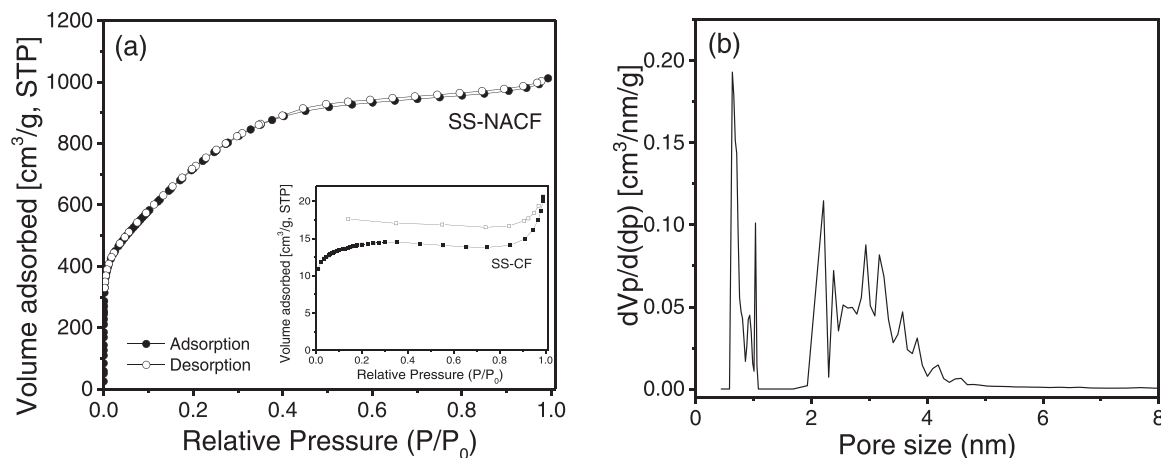 (a)
Volume adsorbed [cm³/g, STP]
1200
1000
800
600
400
200
0
SS-NACF
Adsorption
Desorption
0.0 0.2 0.4 0.6 0.8 1.0
Relative Pressure (P/P₀)
Volume adsorbed [cm³/g, STP]
20
15
10
5
0
SS-CF
0.0 0.2 0.4 0.6 0.8 1.0
Relative Pressure (P/P₀)
(b)
dVp/d(dp) [cm³/nm/g]
0.20
0.15
0.10
0.05
0.00
0 2 4 6 8
Pore size (nm)